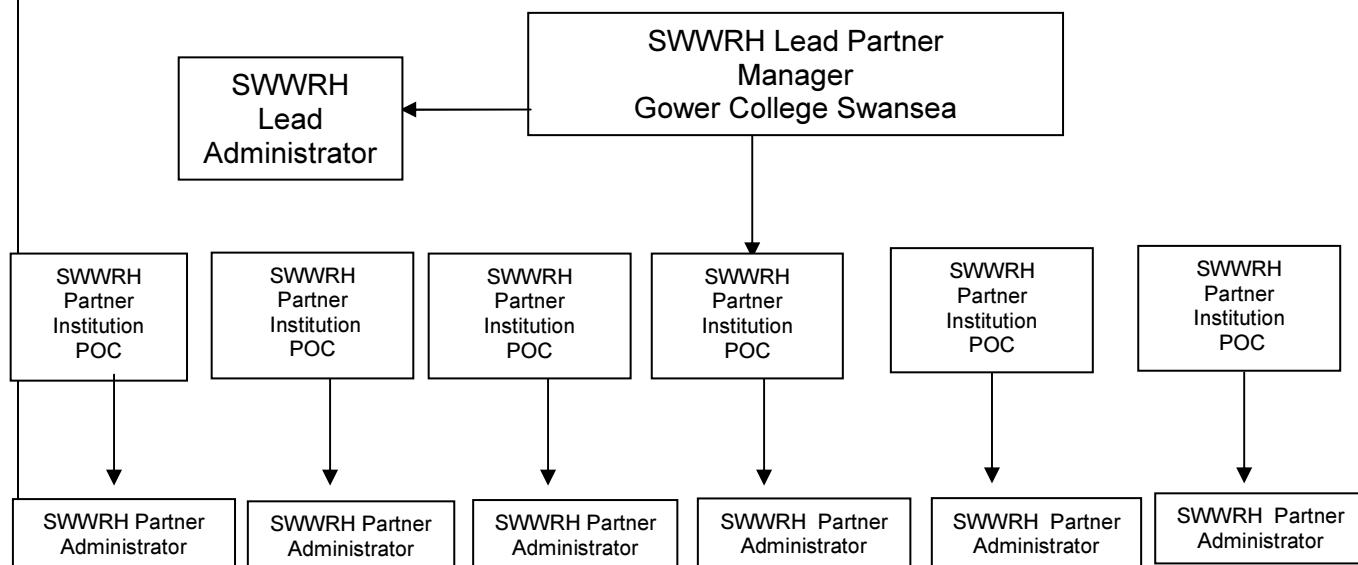 SWWRH Lead Partner
Manager
Gower College Swansea
SWWRH
Lead
Administrator
SWWRH
Partner
Institution
POC
SWWRH
Partner
Institution
POC
SWWRH
Partner
Institution
POC
SWWRH
Partner
Institution
POC
SWWRH
Partner
Institution
POC
SWWRH
Partner
Institution
POC
SWWRH Partner
Administrator
SWWRH Partner
Administrator
SWWRH Partner
Administrator
SWWRH Partner
Administrator
SWWRH Partner
Administrator
SWWRH Partner
Administrator